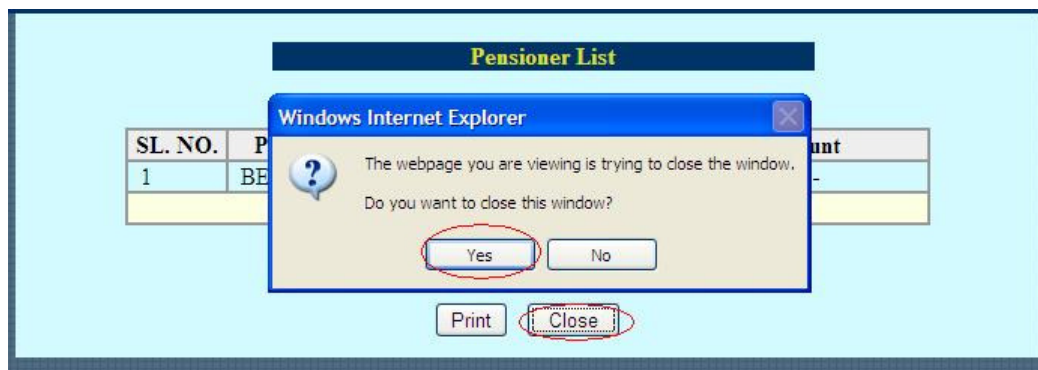 Pensioner List
Windows Internet Explorer
SL. NO.
1
The webpage you are viewing is trying to close the window.
Do you want to close this window?
Yes No
Print Close